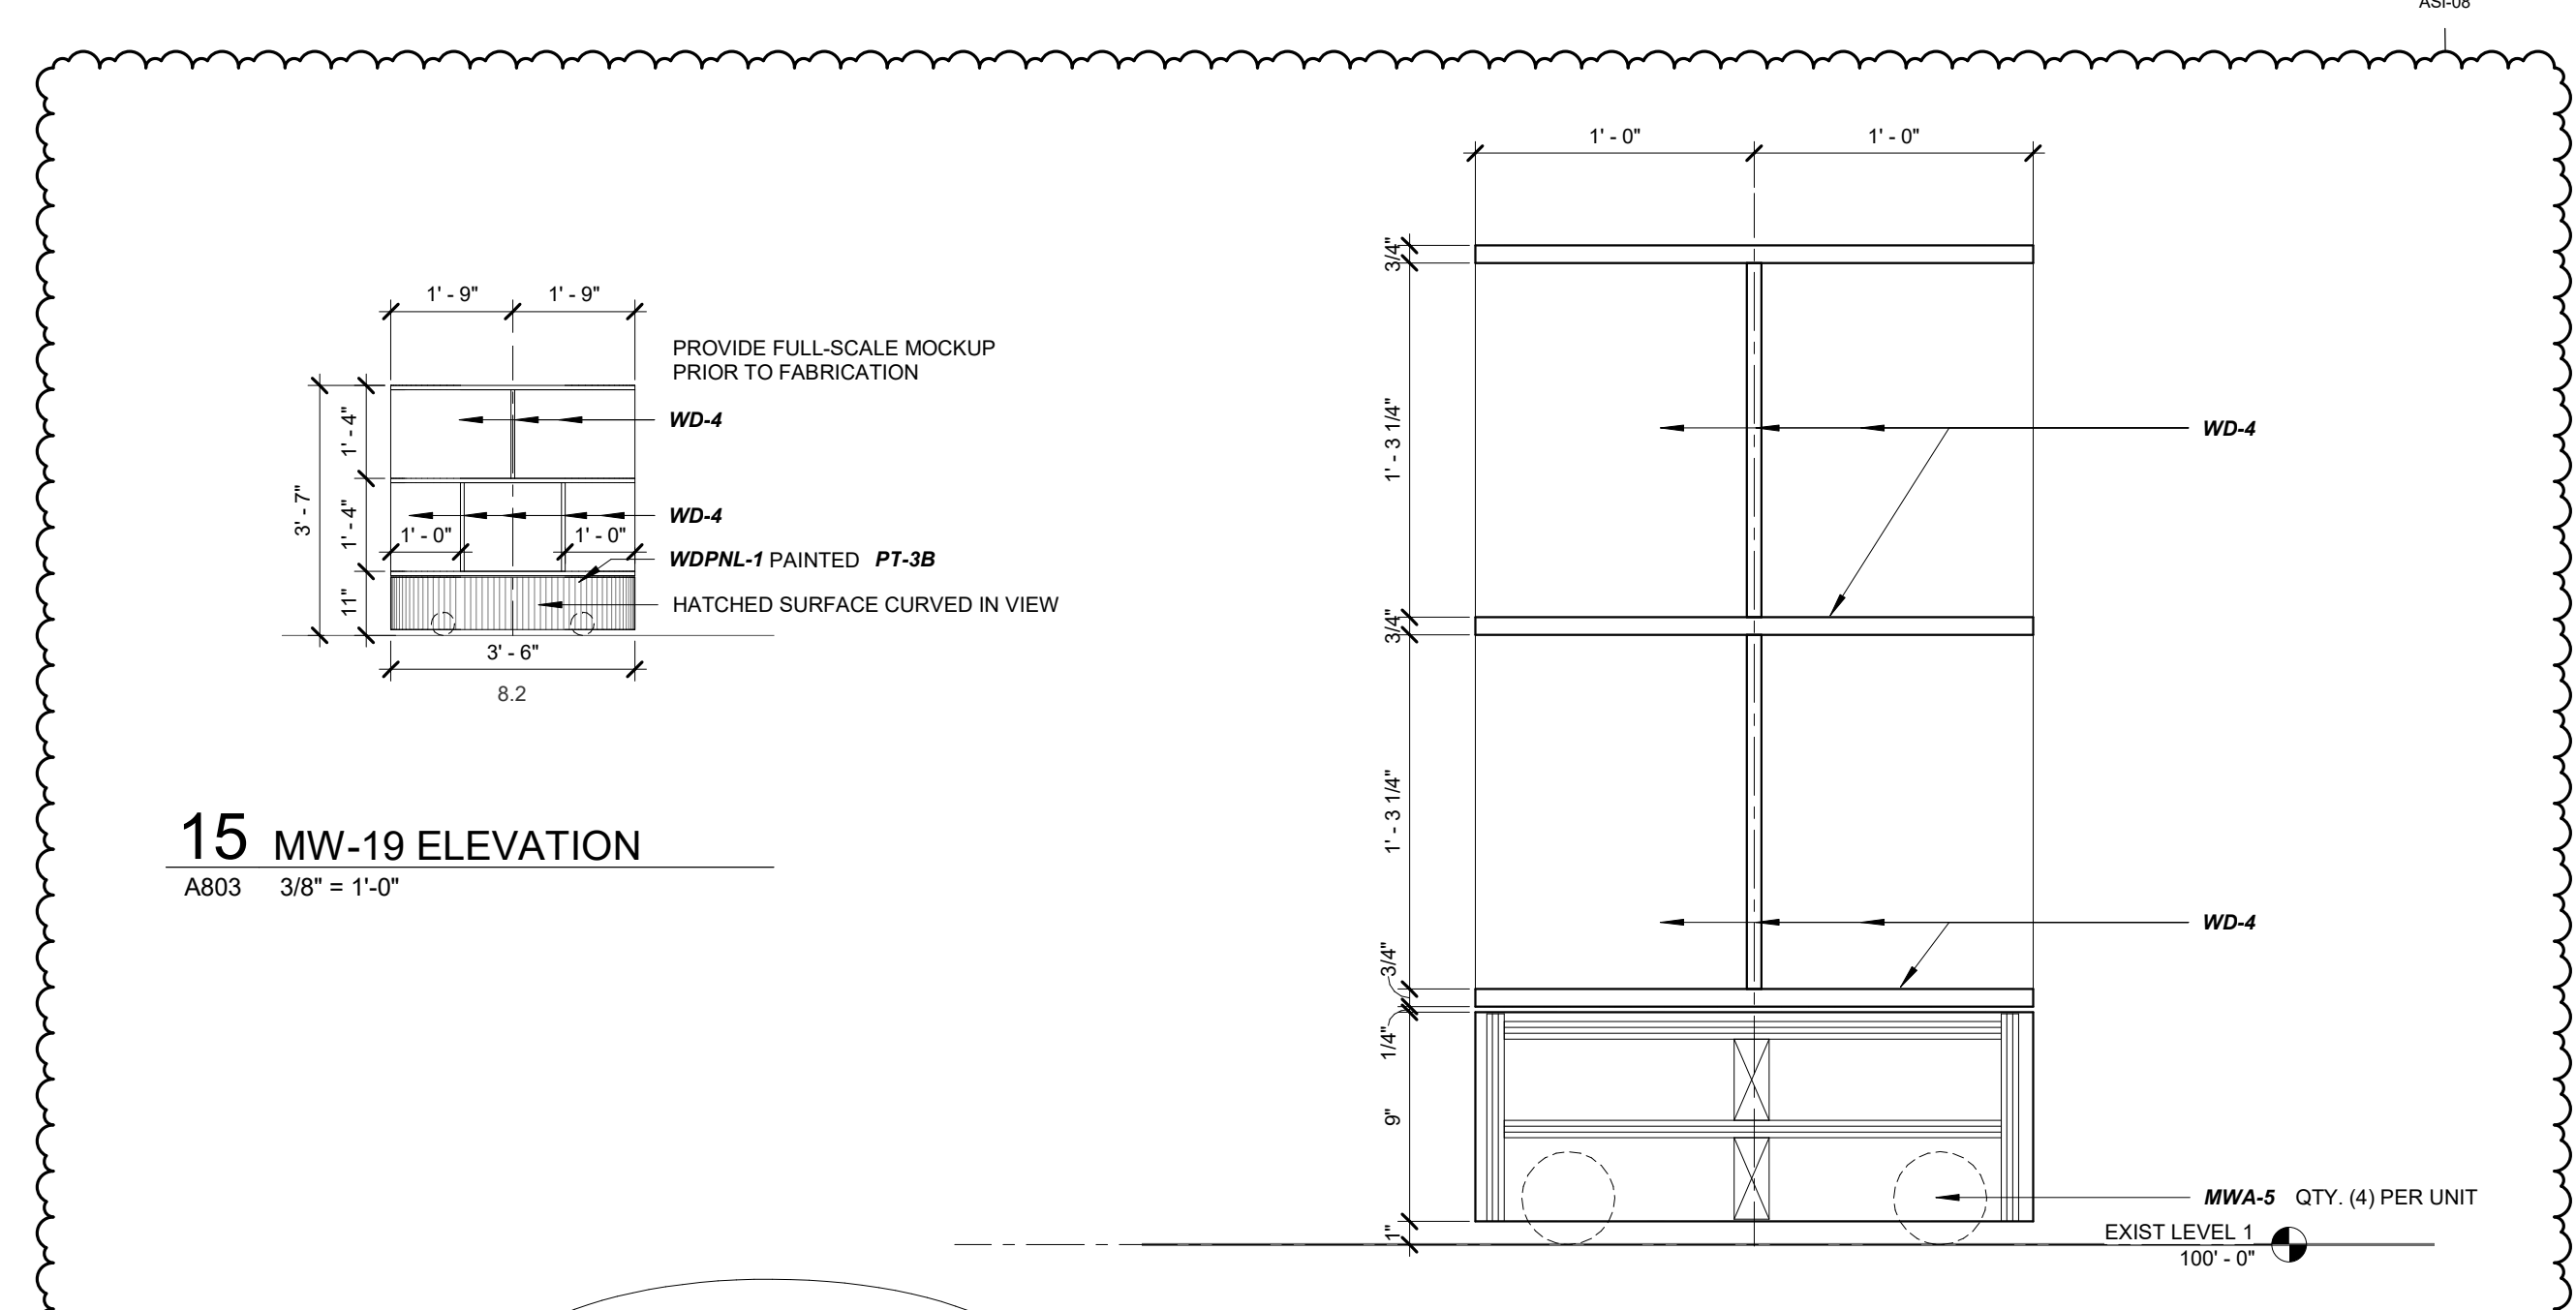 ASI-08
1' - 0" 1' - 0"
3/4"
1' - 9" 1' - 9"
PROVIDE FULL-SCALE MOCKUP
PRIOR TO FABRICATION
WD-4
1' - 4"
1' - 3 1/4"
WD-4
3' - 7"
1' - 4"
WD-4
1' - 0" 1' - 0"
WDPNL-1 PAINTED PT-3B
11"
HATCHED SURFACE CURVED IN VIEW
3/4"
3' - 6"
8.2
1' - 3 1/4"
15 MW-19 ELEVATION
A803 3/8" = 1'-0"
WD-4
3/4"
1/4"
9"
MWA-5 QTY. (4) PER UNIT
1"
EXIST LEVEL 1
100' - 0"